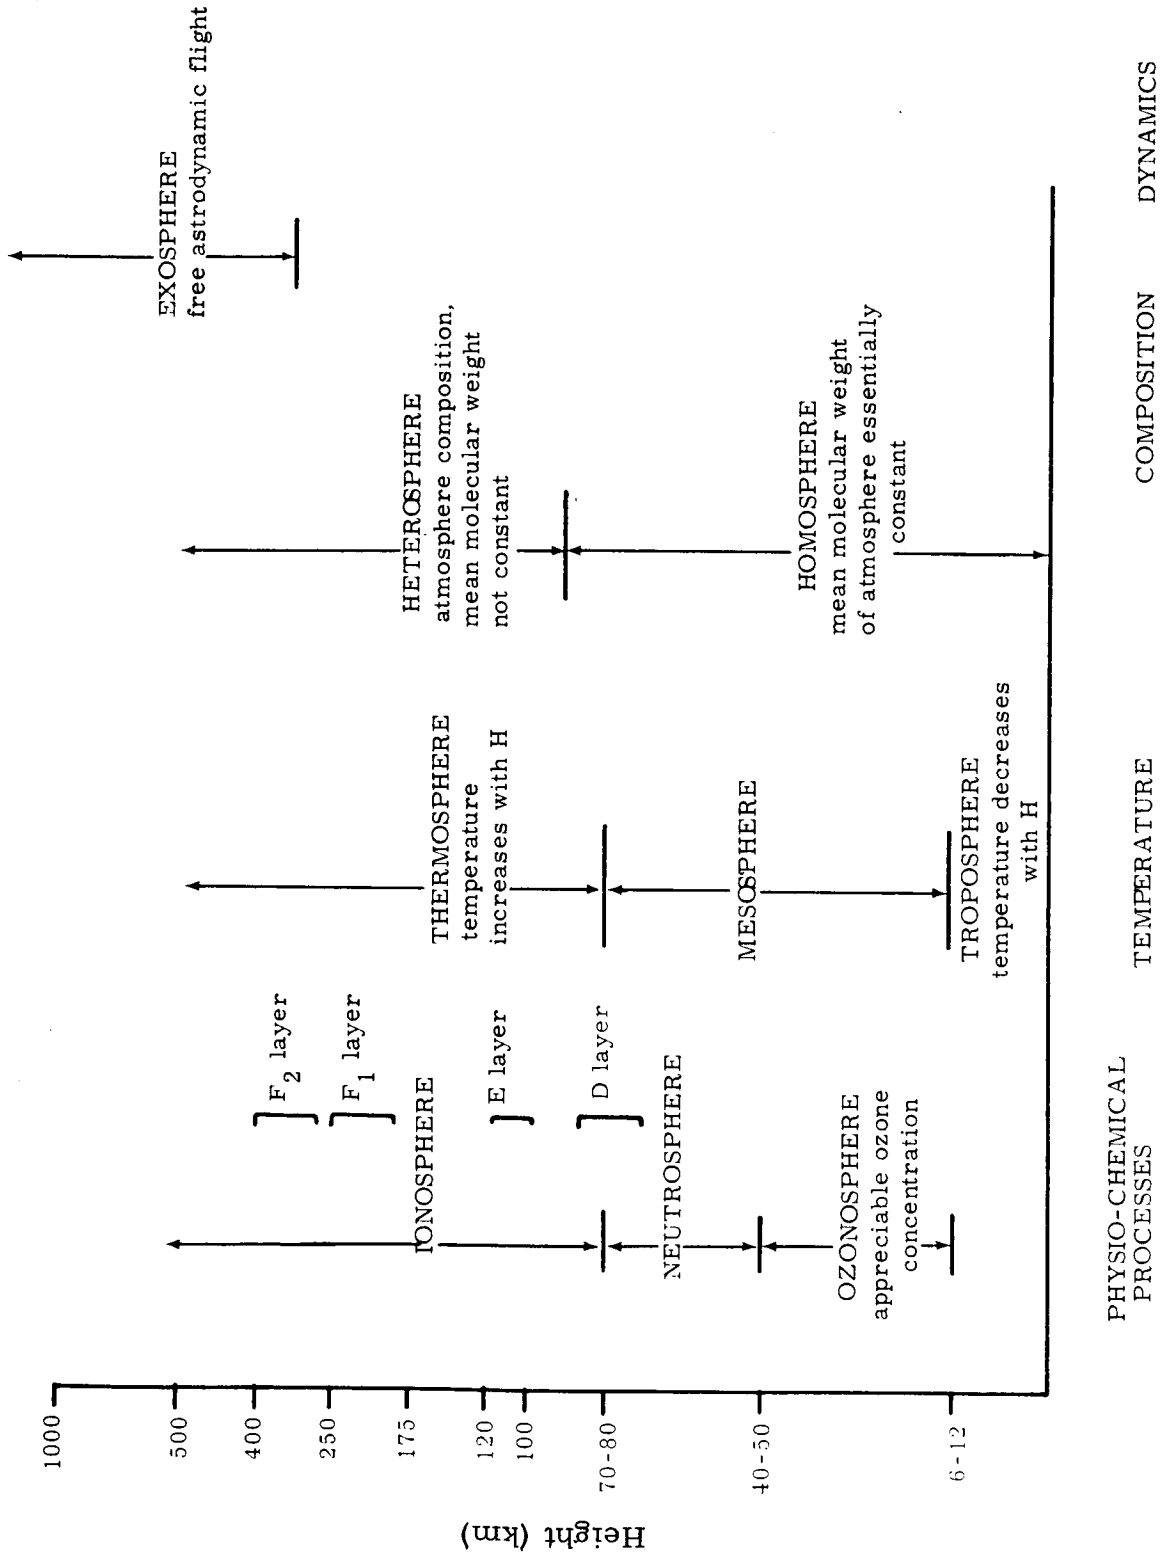 Height (km)
1000
500
400
250
175
120
100
70-80
40-50
6-12
F2 layer
F1 layer
IONOSPHERE
E layer
D layer
NEUTROSPHERE
OZONOSPHERE
appreciable ozone
concentration
PHYSIO-CHEMICAL
PROCESSES
THERMOSPHERE
temperature
increases with H
MESOSPHERE
TROPOSPHERE
temperature decreases
with H
TEMPERATURE
HETEROSPHERE
atmosphere composition,
mean molecular weight
not constant
HOMOSPHERE
mean molecular weight
of atmosphere essentially
constant
COMPOSITION
EXOSPHERE
free astrodynamic flight
DYNAMICS